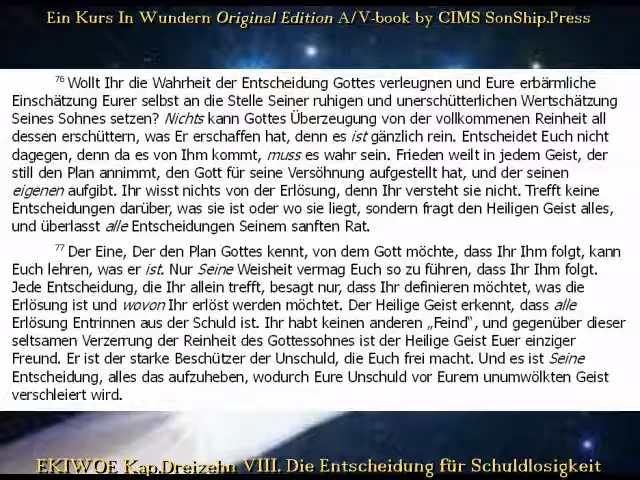 Ein Kurs In Wundern Original Edition A/V-book by CIMS SonShip.Press
76 Wollt Ihr die Wahrheit der Entscheidung Gottes verleugnen und Eure erbärmliche
Einschätzung Eurer selbst an die Stelle Seiner ruhigen und unerschütterlichen Wertschätzung
Seines Sohnes setzen? Nichts kann Gottes Überzeugung von der vollkommenen Reinheit all
dessen erschüttern, was Er erschaffen hat, denn es ist gänzlich rein. Entscheidet Euch nicht
dagegen, denn da es von Ihm kommt, muss es wahr sein. Frieden weilt in jedem Geist, der
still den Plan annimmt, den Gott für seine Versöhnung aufgestellt hat, und der seinen
eigenen aufgibt. Ihr wisst nichts von der Erlösung, denn Ihr versteht sie nicht. Trefft keine
Entscheidungen darüber, was sie ist oder wo sie liegt, sondern fragt den Heiligen Geist alles,
und überlasst alle Entscheidungen Seinem sanften Rat.
77 Der Eine, Der den Plan Gottes kennt, von dem Gott möchte, dass Ihr Ihm folgt, kann
Euch lehren, was er ist. Nur Seine Weisheit vermag Euch so zu führen, dass Ihr Ihm folgt.
Jede Entscheidung, die Ihr allein trefft, besagt nur, dass Ihr definieren möchtet, was die
Erlösung ist und wovon Ihr erlöst werden möchtet. Der Heilige Geist erkennt, dass alle
Erlösung Entrinnen aus der Schuld ist. Ihr habt keinen anderen „Feind“, und gegenüber dieser
seltsamen Verzerrung der Reinheit des Gottessohnes ist der Heilige Geist Euer einziger
Freund. Er ist der starke Beschützer der Unschuld, die Euch frei macht. Und es ist Seine
Entscheidung, alles das aufzuheben, wodurch Eure Unschuld vor Eurem unumwölkten Geist
verschleiert wird.
EKIWOE Kap.Dreizehn VIII. Die Entscheidung für Schuldlosigkeit